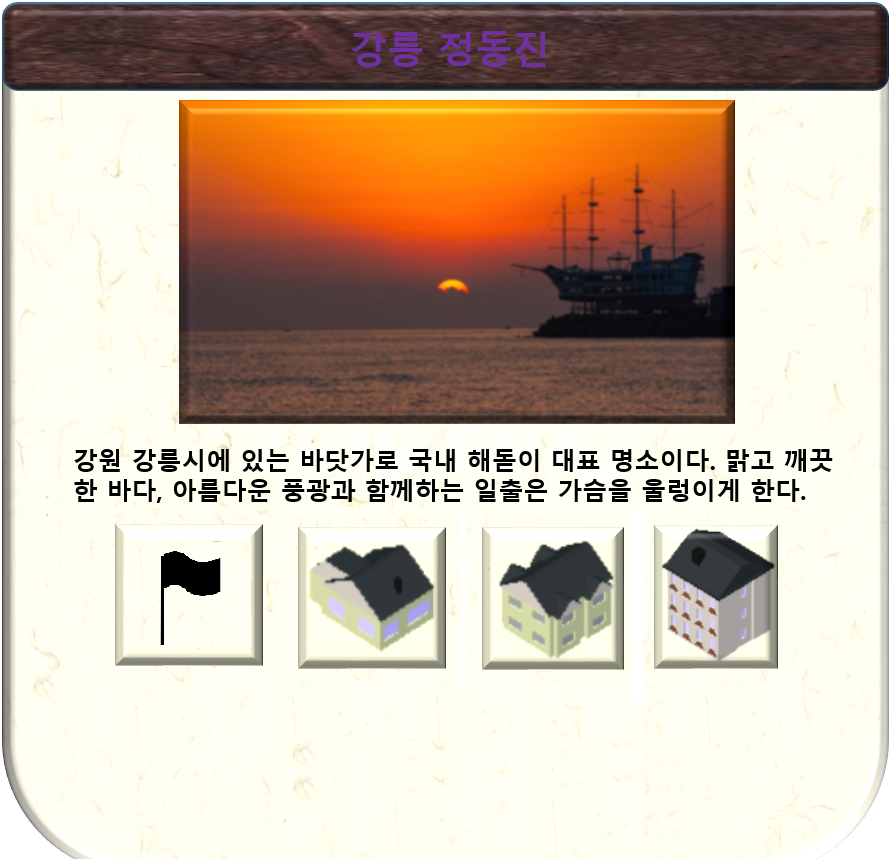 강릉 정동진
강원 강릉시에 있는 바닷가로 국내 해돋이 대표 명소이다. 맑고 깨끗
한 바다, 아름다운 풍광과 함께하는 일출은 가슴을 울렁이게 한다.